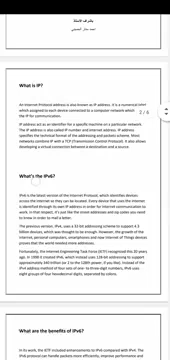 بشراف الاستاذ
احمد ستار الحسيني
What is IP?
2 / 6
An Internet Protocol address is also known as IP address. It is a numerical label
which assigned to each device connected to a computer network which
the IP for communication.
IP address act as an identifier for a specific machine on a particular network.
The IP address is also called IP number and internet address. IP address
specifies the technical format of the addressing and packets scheme. Most
networks combine IP with a TCP (Transmission Control Protocol). It also allows
developing a virtual connection between a destination and a source.
What's the IPv6?
IPv6 is the latest version of the Internet Protocol, which identifies devices
across the internet so they can be located. Every device that uses the internet
is identified through its own IP address in order for internet communication to
work. In that respect, it's just like the street addresses and zip codes you need
to know in order to mail a letter.
The previous version, IPv4, uses a 32-bit addressing scheme to support 4.3
billion devices, which was thought to be enough. However, the growth of the
internet, personal computers, smartphones and now Internet of Things devices
proves that the world needed more addresses.
Fortunately, the Internet Engineering Task Force (IETF) recognized this 20 years
ago. In 1998 it created IPv6, which instead uses 128-bit addressing to support
approximately 340 trillion trillion (or 2 to the 128th power, if you like). Instead of the
IPv4 address method of four sets of one- to three-digit numbers, IPv6 uses
eight groups of four hexadecimal digits, separated by colons.
What are the benefits of IPv6?
In its work, the IETF included enhancements to IPv6 compared with IPv4. The
IPv6 protocol can handle packets more efficiently, improve performance and